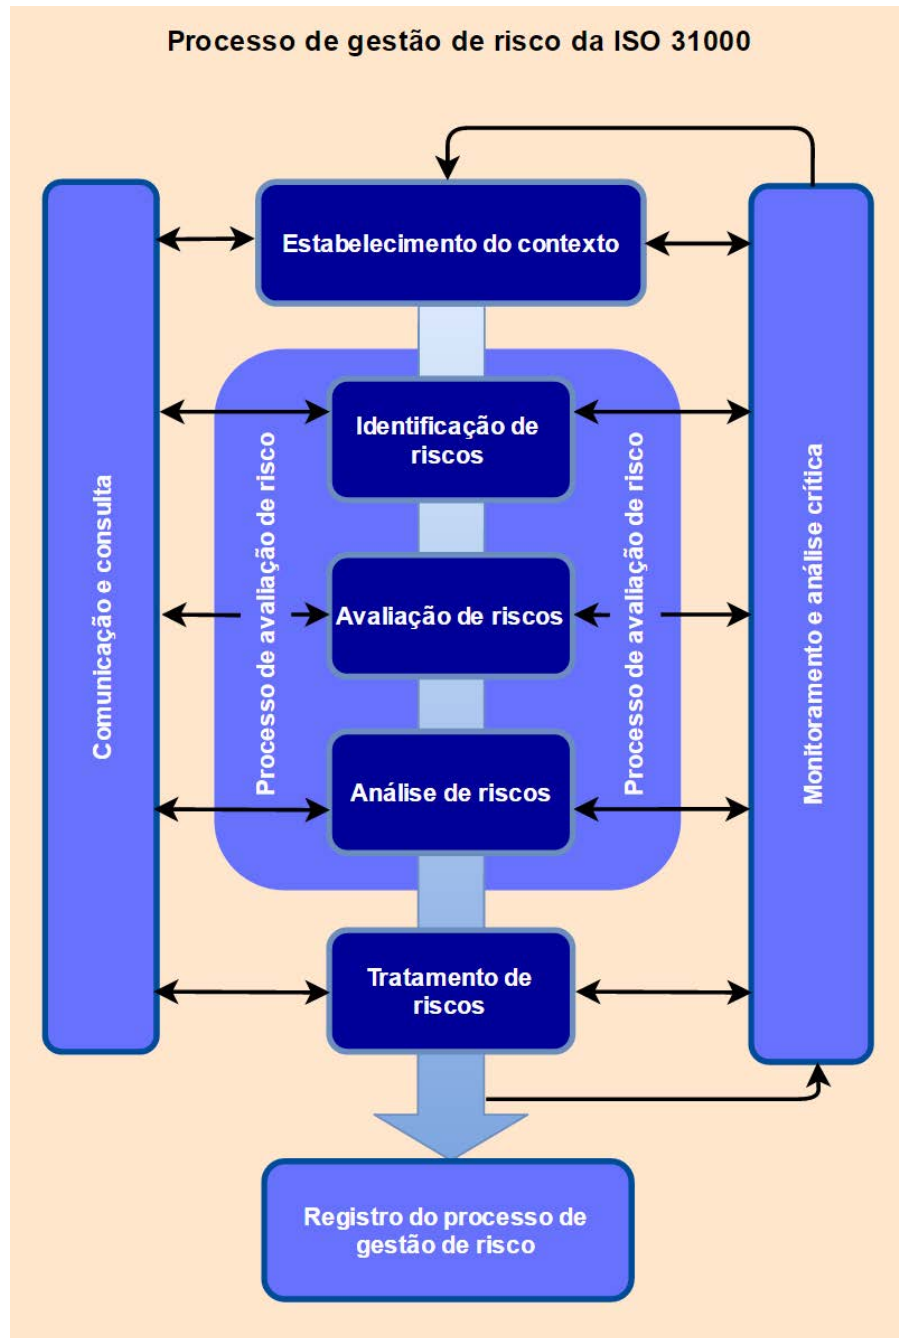 Processo de gestão de risco da ISO 31000
Estabelecimento do contexto
Comunicação e consulta
Processo de avaliação de risco
Identificação de
riscos
Avaliação de riscos
Análise de riscos
Processo de avaliação de risco
Monitoramento e análise crítica
Tratamento de
riscos
Registro do processo de
gestão de risco